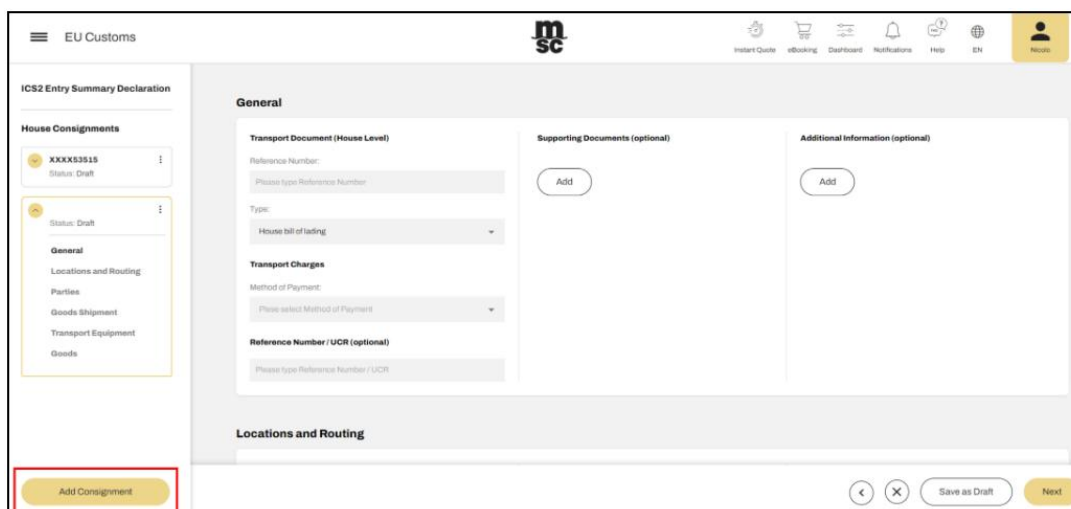 EU Customs
msc
Instant Quote
eBooking
Dashboard
Notifications
Help
EN
Nicolo
ICS2 Entry Summary Declaration
House Consignments
XXXX53515
Status: Draft
Status: Draft
General
Locations and Routing
Parties
Goods Shipment
Transport Equipment
Goods
Add Consignment
General
Transport Document (House Level)
Reference Number:
Please type Reference Number
Type:
House bill of lading
Transport Charges
Method of Payment:
Plese select Method of Payment
Reference Number / UCR (optional)
Please type Reference Number / UCR
Supporting Documents (optional)
Add
Additional Information (optional)
Add
Locations and Routing
Save as Draft
Next